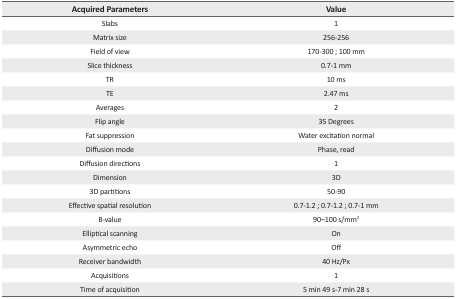 Acquired Parameters Value
Slabs 1
Matrix size 256-256
Field of view 170-300 ; 100 mm
Slice thickness 0.7-1 mm
TR 10 ms
TE 2.47 ms
Averages 2
Flip angle 35 Degrees
Fat suppression Water excitation normal
Diffusion mode Phase, read
Diffusion directions 1
Dimension 3D
3D partitions 50-90
Effective spatial resolution 0.7-1.2 ; 0.7-1.2 ; 0.7-1 mm
B-value 90–100 s/mm²
Elliptical scanning On
Asymmetric echo Off
Receiver bandwidth 40 Hz/Px
Acquisitions 1
Time of acquisition 5 min 49 s-7 min 28 s